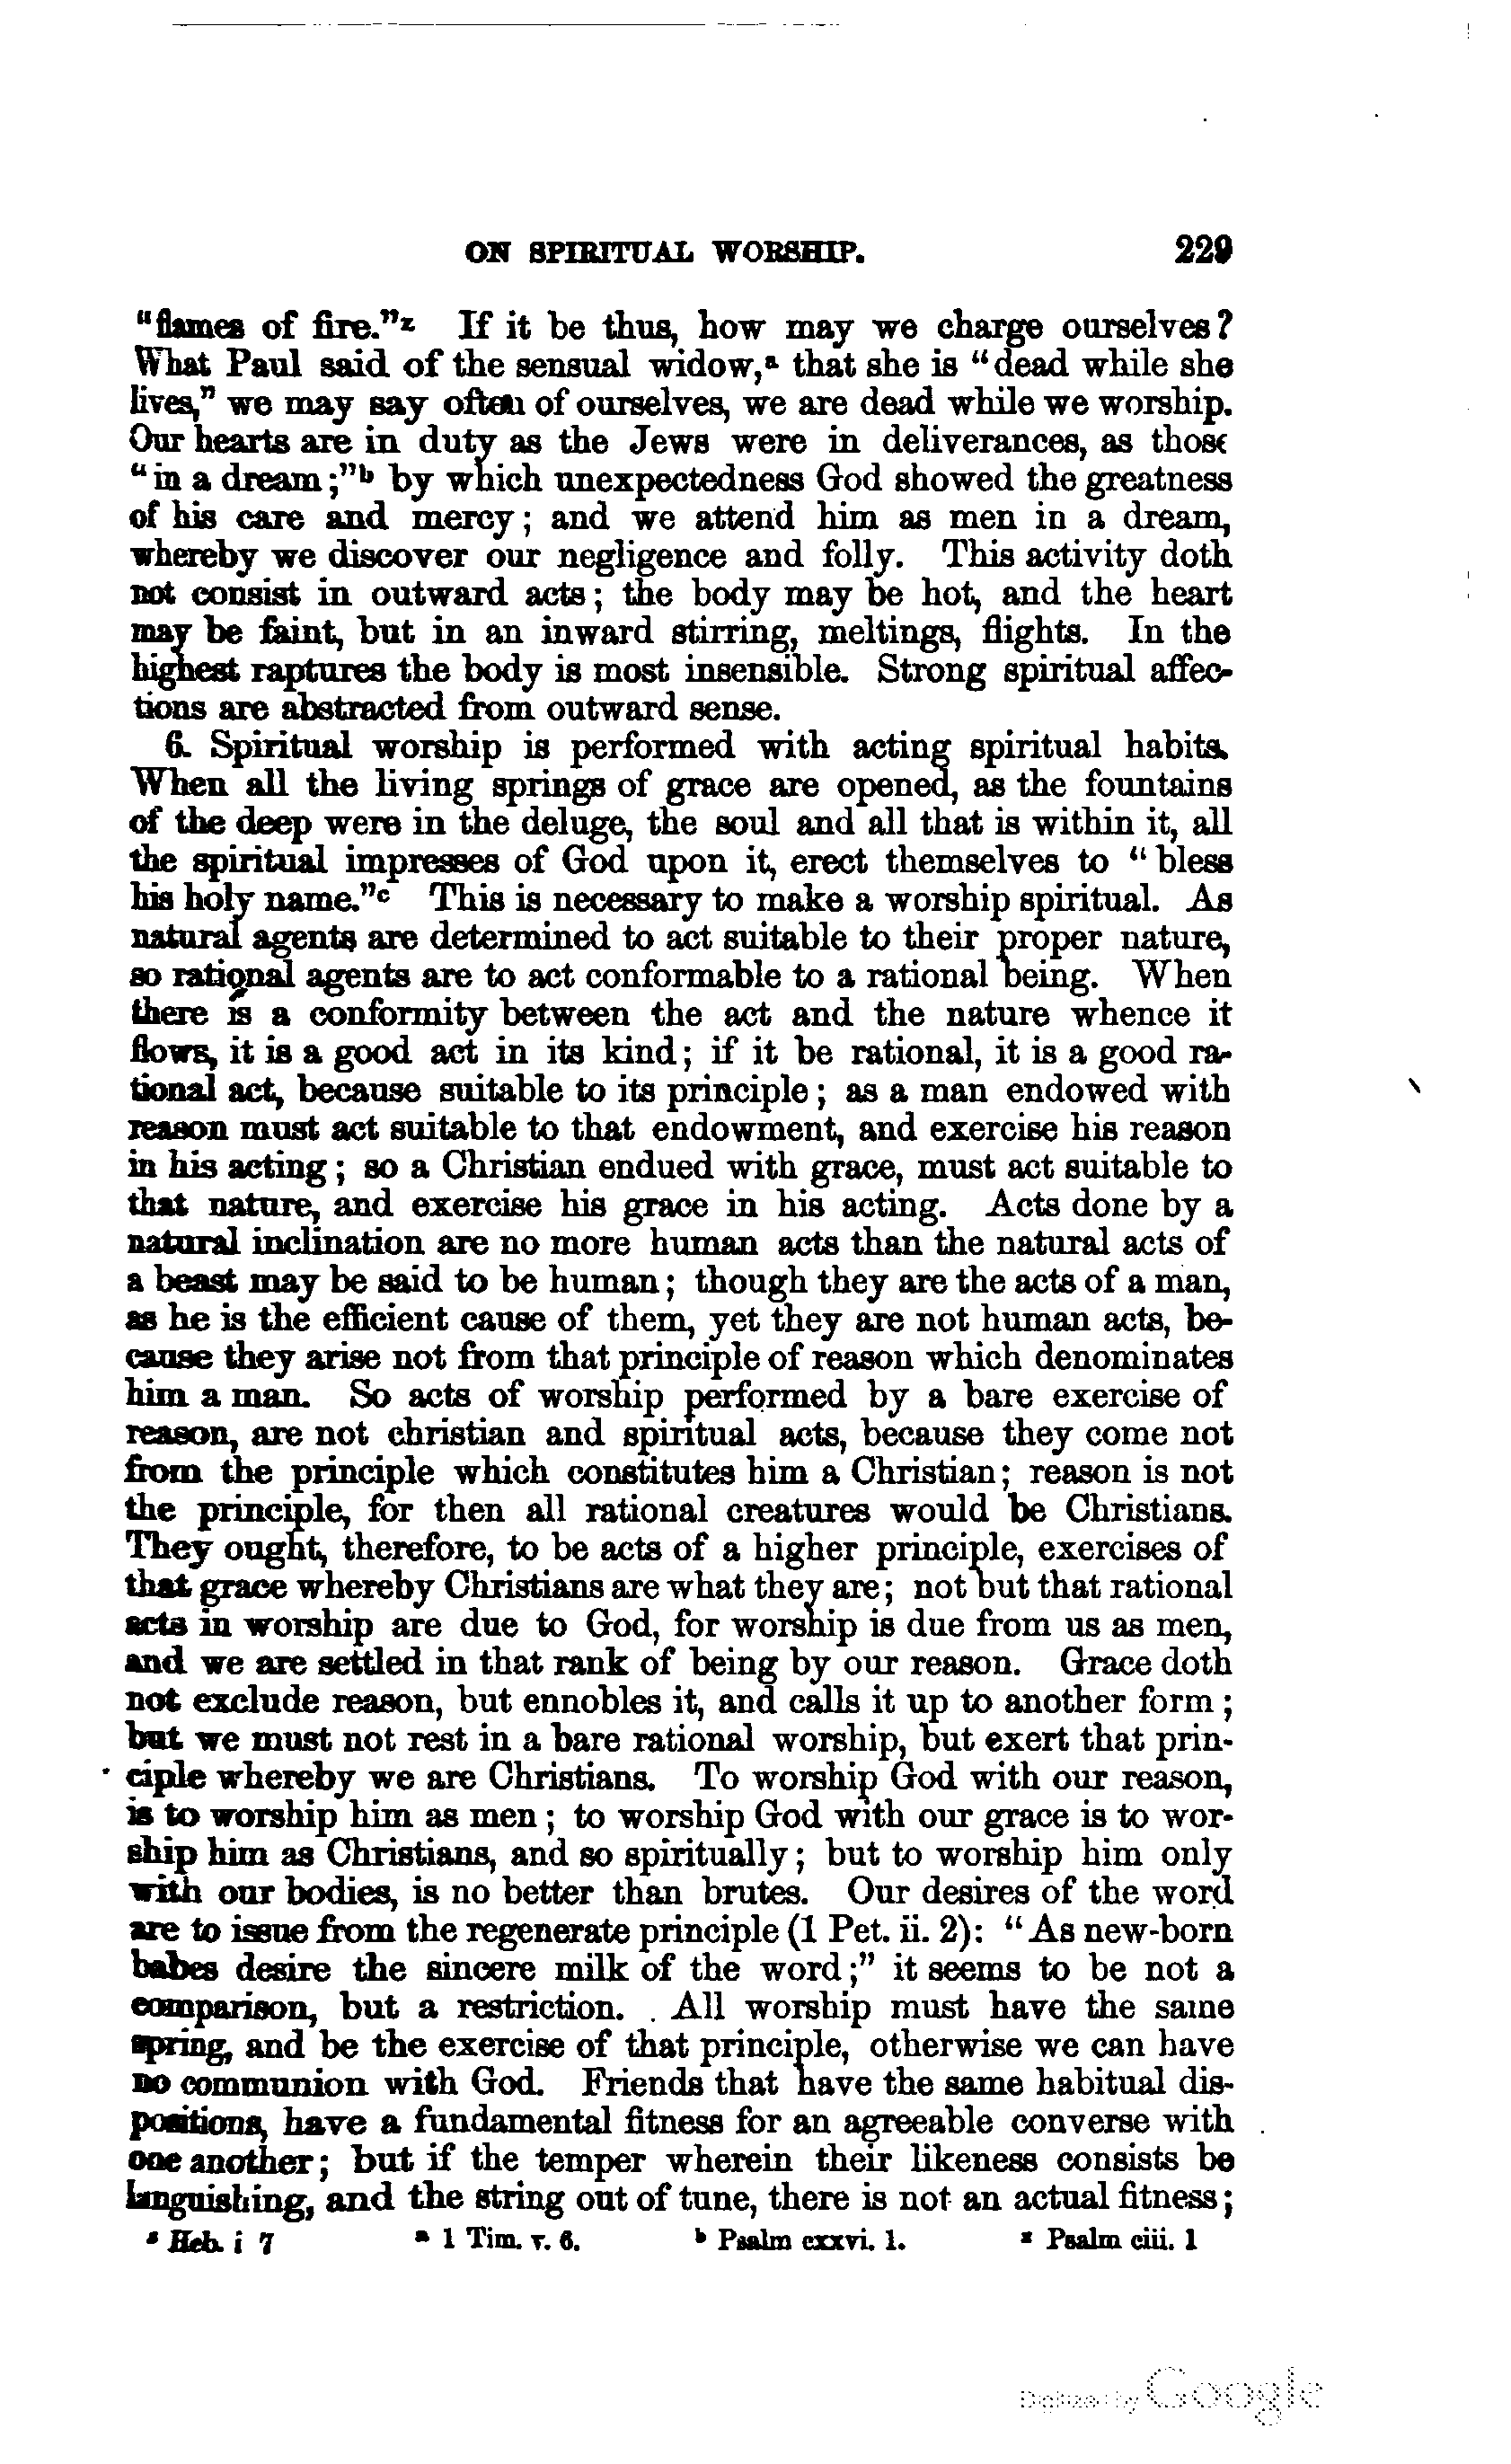 ON SPIRITUAL WORSHIP. 229
"flames of fire."z If it be thus, how may we charge ourselves?
What Paul said of the sensual widow,a that she is "dead while she
lives," we may say often of ourselves, we are dead while we worship.
Our hearts are in duty as the Jews were in deliverances, as those
"in a dream;"b by which unexpectedness God showed the greatness
of his care and mercy; and we attend him as men in a dream,
whereby we discover our negligence and folly. This activity doth
not consist in outward acts; the body may be hot, and the heart
may be faint, but in an inward stirring, meltings, flights. In the
highest raptures the body is most insensible. Strong spiritual affec-
tions are abstracted from outward sense.
6. Spiritual worship is performed with acting spiritual habits.
When all the living springs of grace are opened, as the fountains
of the deep were in the deluge, the soul and all that is within it, all
the spiritual impresses of God upon it, erect themselves to "bless
his holy name."c This is necessary to make a worship spiritual. As
natural agents are determined to act suitable to their proper nature,
so rational agents are to act conformable to a rational being. When
there is a conformity between the act and the nature whence it
flows, it is a good act in its kind; if it be rational, it is a good ra-
tional act, because suitable to its principle; as a man endowed with
reason must act suitable to that endowment, and exercise his reason
in his acting; so a Christian endued with grace, must act suitable to
that nature, and exercise his grace in his acting. Acts done by a
natural inclination are no more human acts than the natural acts of
a beast may be said to be human; though they are the acts of a man,
as he is the efficient cause of them, yet they are not human acts, be-
cause they arise not from that principle of reason which denominates
him a man. So acts of worship performed by a bare exercise of
reason, are not christian and spiritual acts, because they come not
from the principle which constitutes him a Christian; reason is not
the principle, for then all rational creatures would be Christians.
They ought, therefore, to be acts of a higher principle, exercises of
that grace whereby Christians are what they are; not but that rational
acts in worship are due to God, for worship is due from us as men,
and we are settled in that rank of being by our reason. Grace doth
not exclude reason, but ennobles it, and calls it up to another form;
but we must not rest in a bare rational worship, but exert that prin-
ciple whereby we are Christians. To worship God with our reason,
is to worship him as men; to worship God with our grace is to wor-
ship him as Christians, and so spiritually; but to worship him only
with our bodies, is no better than brutes. Our desires of the word
are to issue from the regenerate principle (1 Pet. ii. 2): "As new-born
babes desire the sincere milk of the word;" it seems to be not a
comparison, but a restriction. All worship must have the same
spring, and be the exercise of that principle, otherwise we can have
no communion with God. Friends that have the same habitual dis-
positions, have a fundamental fitness for an agreeable converse with
one another; but if the temper wherein their likeness consists be
languishing, and the string out of tune, there is not an actual fitness;
z Heb. i 7 a 1 Tim. v. 6. b Psalm cxxvi. 1. z Psalm ciii. 1
Digitized by Google